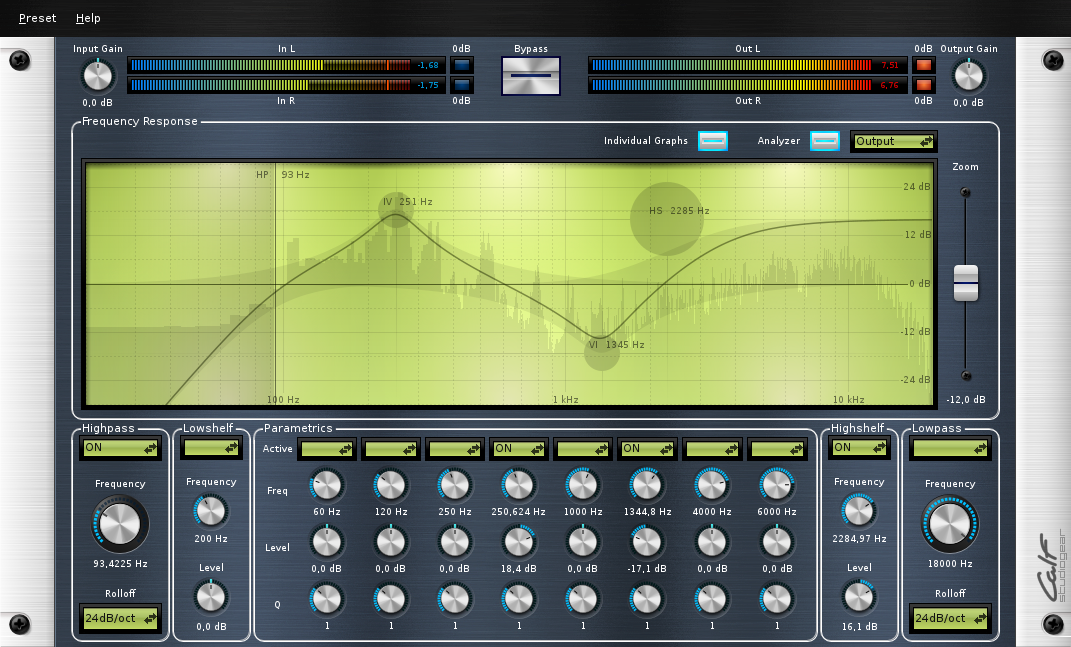 Preset Help
Input Gain In L 0dB Bypass Out L 0dB Output Gain
-1,68 7,51
-1,75 6,76
0,0 dB In R 0dB Out R 0dB 0,0 dB
Frequency Response
Individual Graphs Analyzer Output
Zoom
HP 93 Hz
24 dB
IV 251 Hz
HS 2285 Hz
12 dB
0 dB
-12 dB
VI 1345 Hz
-24 dB
100 Hz 1 kHz 10 kHz
-12,0 dB
Highpass Lowshelf Parametrics Highshelf Lowpass
ON Active ON ON ON
Frequency Frequency Freq Frequency Frequency
60 Hz 120 Hz 250 Hz 250,624 Hz 1000 Hz 1344,8 Hz 4000 Hz 6000 Hz
200 Hz 2284,97 Hz
Level
93,4225 Hz 18000 Hz
Level 0,0 dB 0,0 dB 0,0 dB 18,4 dB 0,0 dB -17,1 dB 0,0 dB 0,0 dB Level
Rolloff Rolloff
Q
24dB/oct 24dB/oct
0,0 dB 1 1 1 1 1 1 1 1 16,1 dB
Calf
studiogear